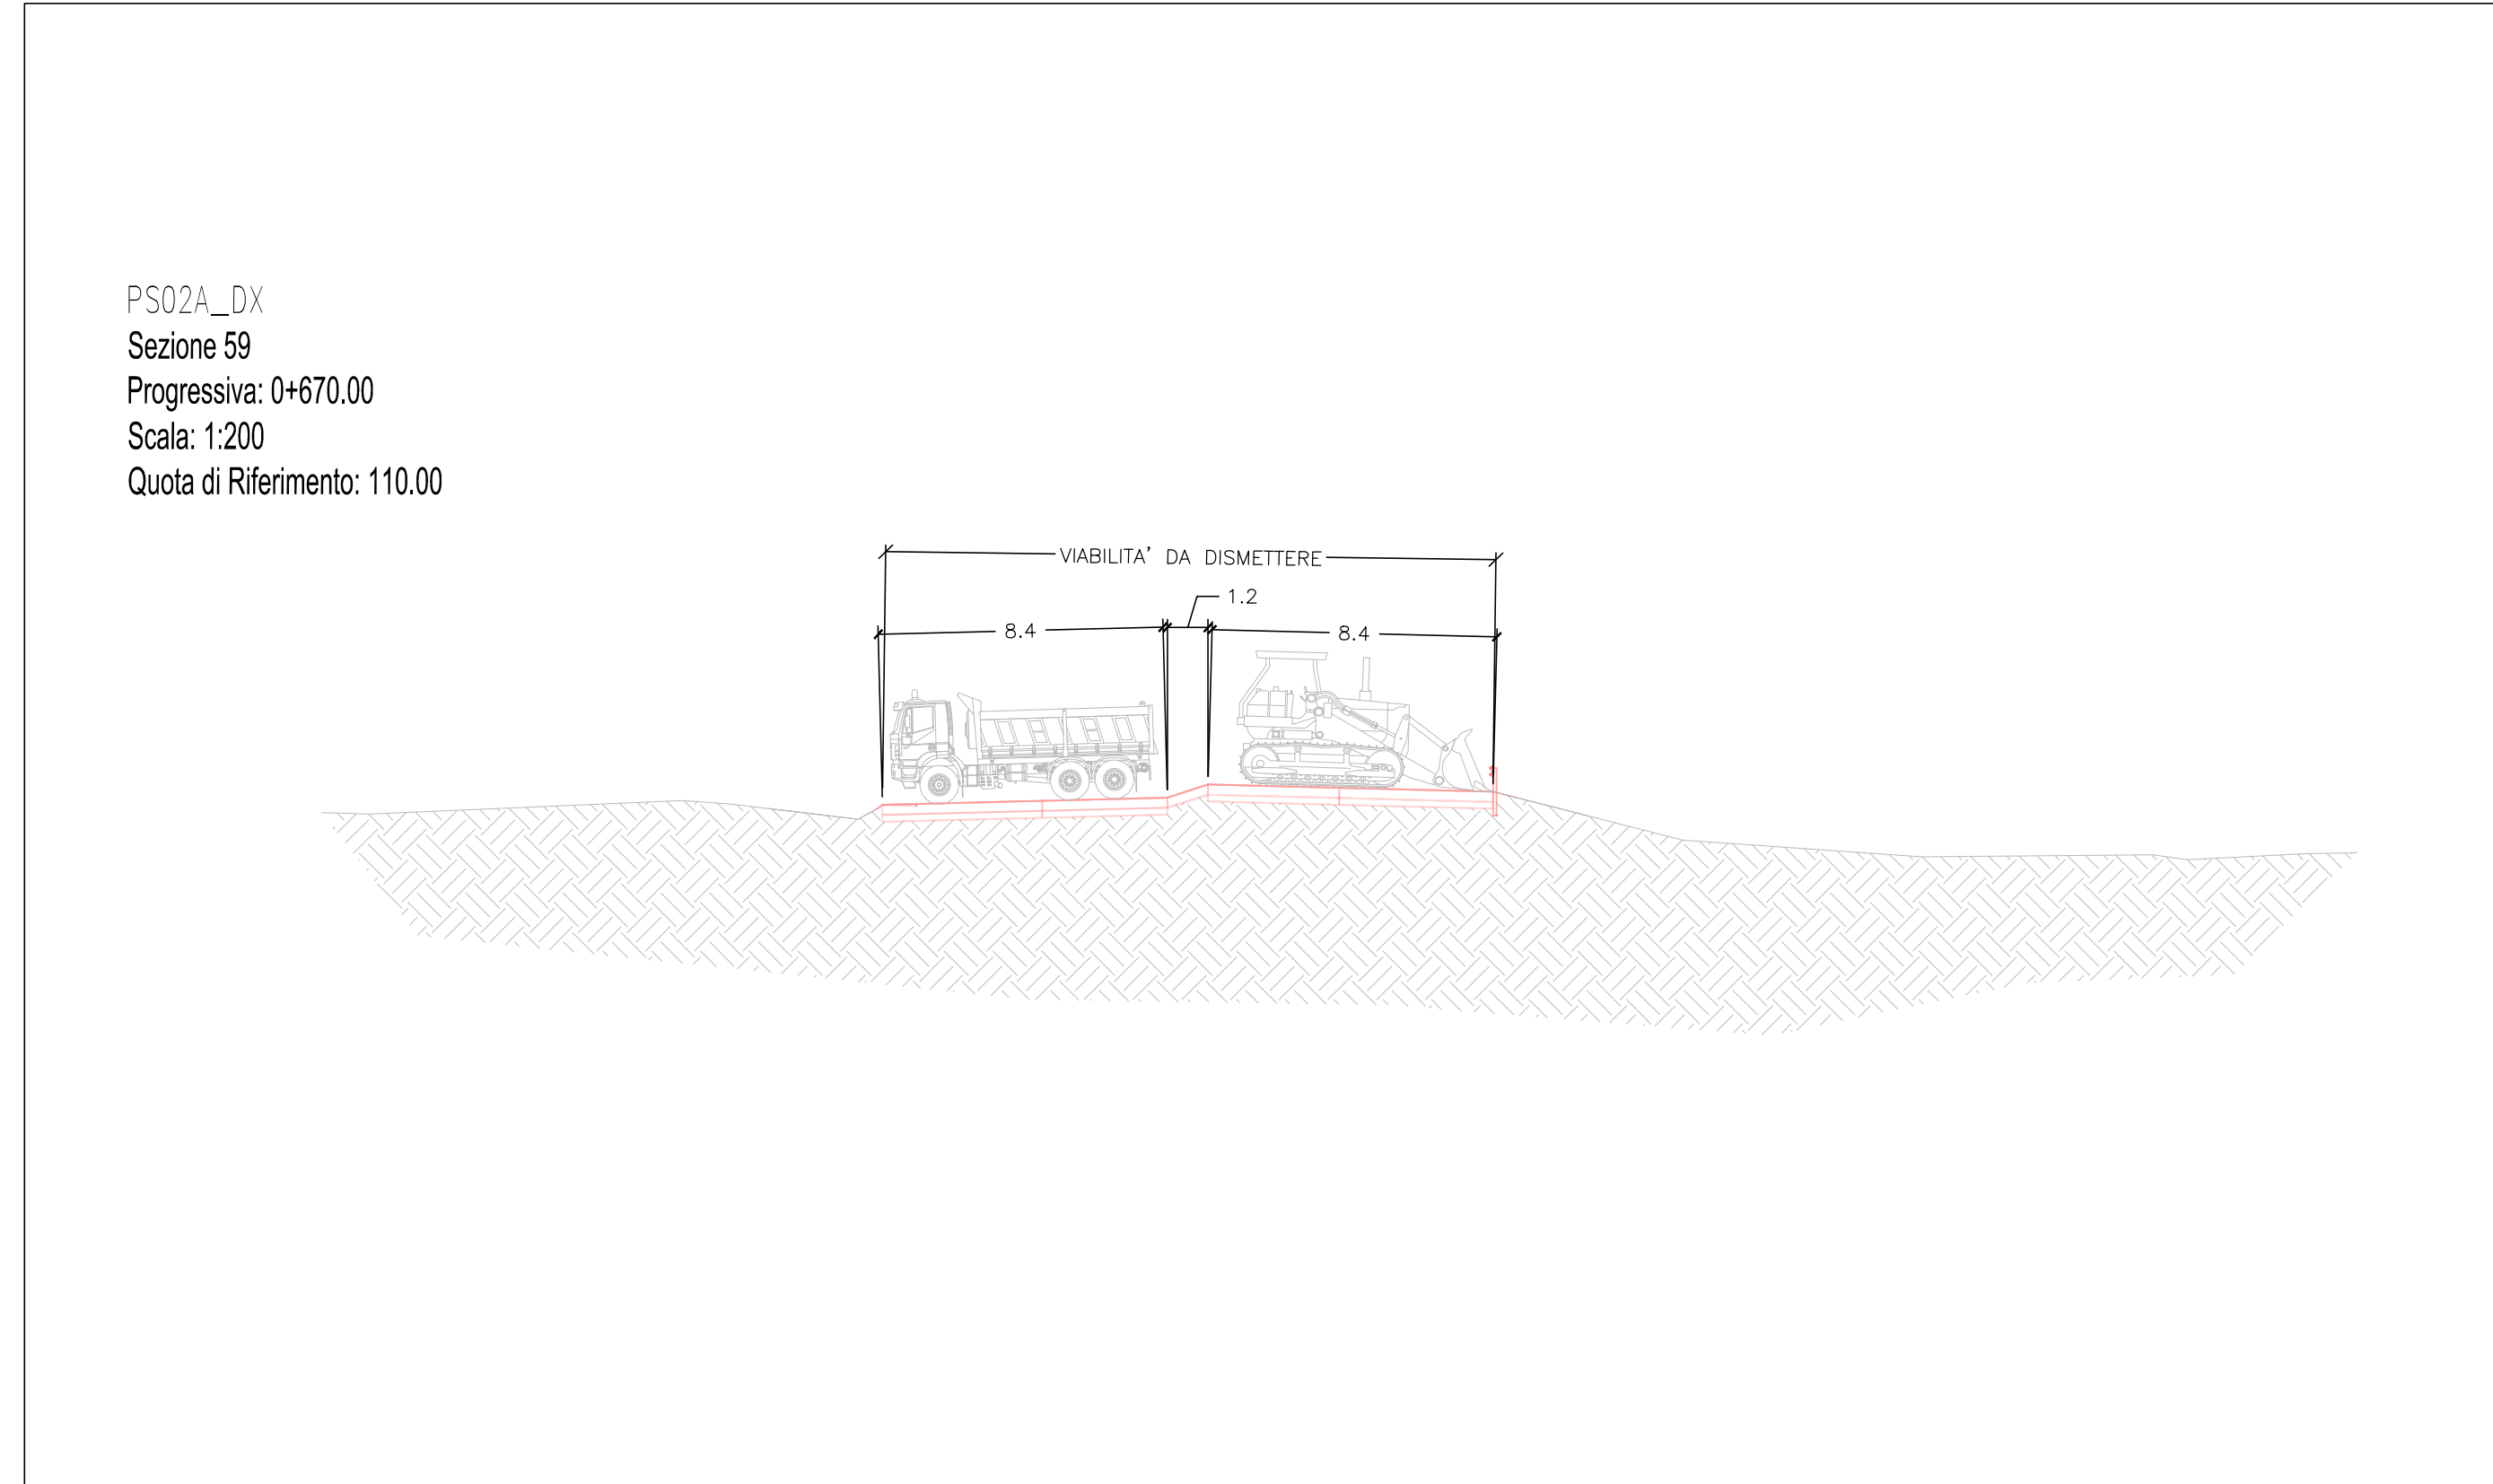 PS02A_DX
Sezione 59
Progressiva: 0+670.00
Scala: 1:200
Quota di Riferimento: 110.00
VIABILITA' DA DISMETTERE
1.2
8.4
8.4